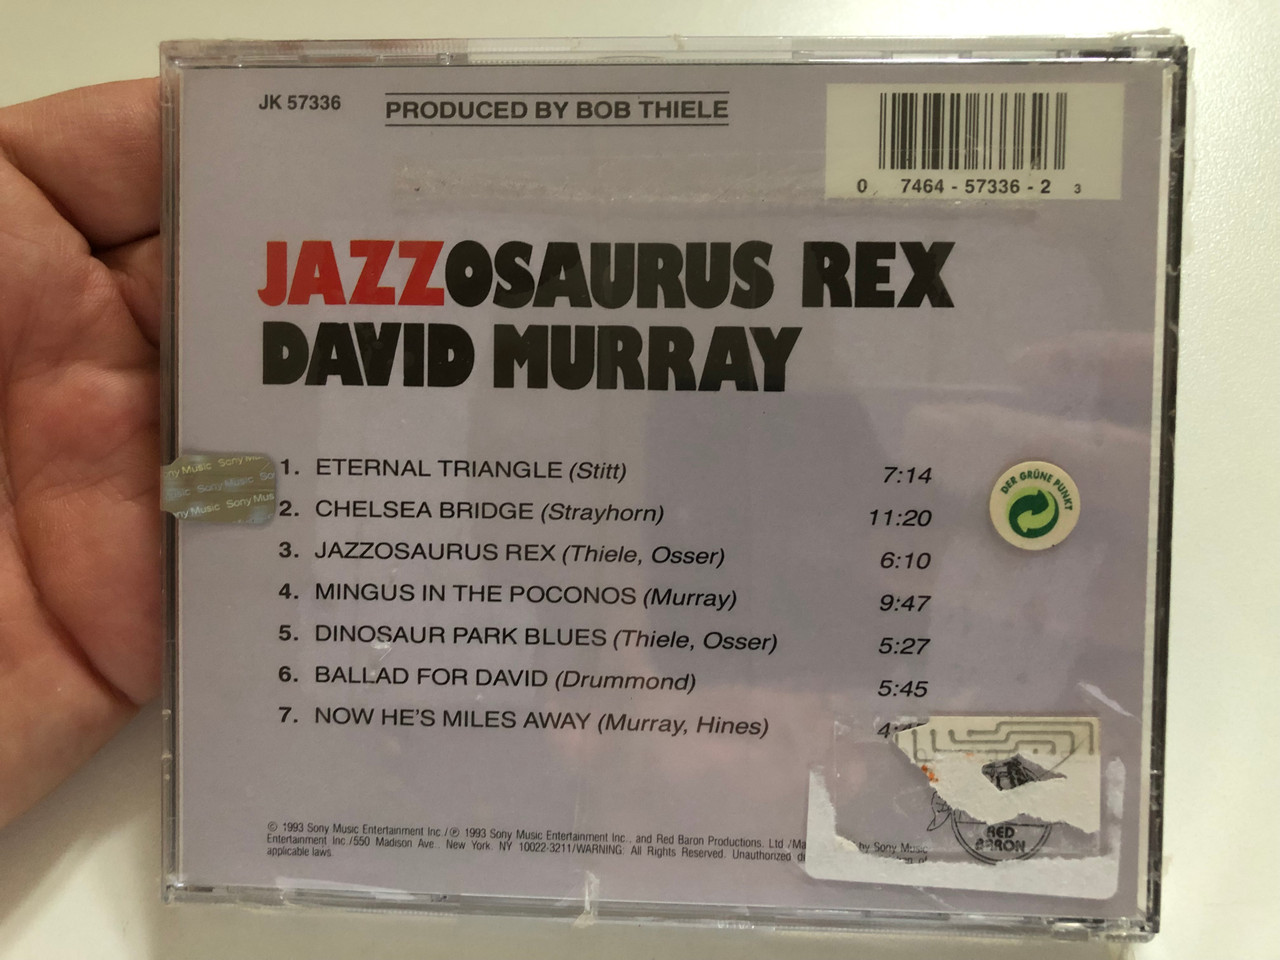 JK 57336
PRODUCED BY BOB THIELE
0 7464 - 57336 - 2 3
JAZZOSAURUS REX
DAVID MURRAY
1. ETERNAL TRIANGLE (Stitt) 7:14
2. CHELSEA BRIDGE (Strayhorn) 11:20
3. JAZZOSAURUS REX (Thiele, Osser) 6:10
4. MINGUS IN THE POCONOS (Murray) 9:47
5. DINOSAUR PARK BLUES (Thiele, Osser) 5:27
6. BALLAD FOR DAVID (Drummond) 5:45
7. NOW HE'S MILES AWAY (Murray, Hines)
Sony Music
Sony Music
Sony Music
DER GRÜNE PUNKT
RED
BARON
© 1993 Sony Music Entertainment Inc./℗ 1993 Sony Music Entertainment Inc., and Red Baron Productions, Ltd./ by Sony Music
Entertainment Inc./550 Madison Ave., New York, NY 10022-3211/WARNING: All Rights Reserved. Unauthorized of
applicable laws.